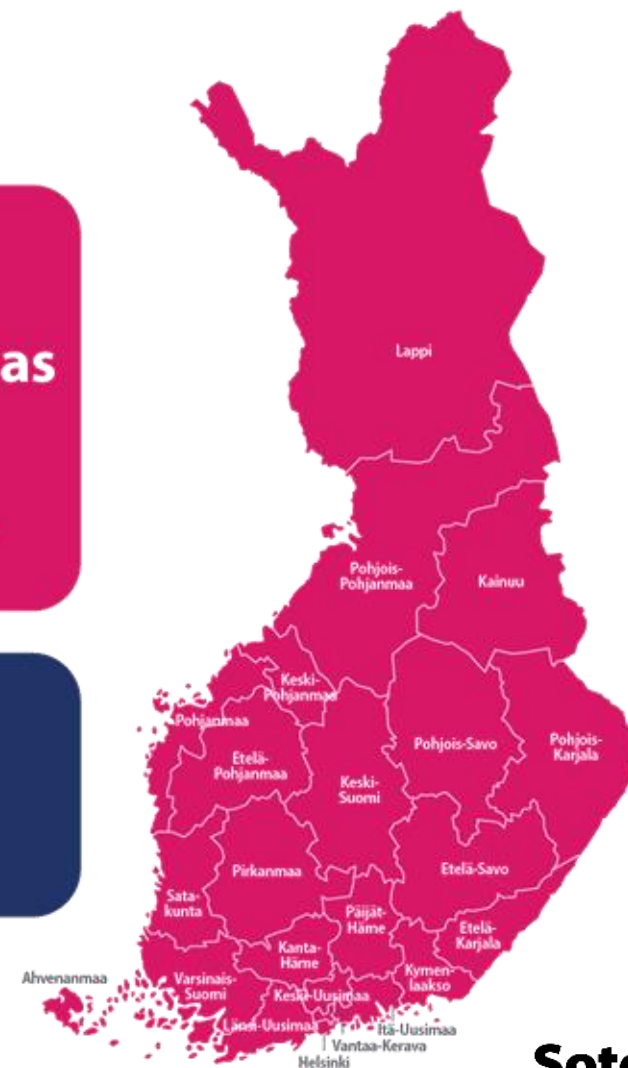 as
Lappi
Pohjois-
Pohjanmaa
Kainuu
Keski-
Pohjanmaa
Pohjanmaa
Etelä-
Pohjanmaa
Pohjois-Savo
Pohjois-
Karjala
Keski-
Suomi
Pirkanmaa
Etelä-Savo
Sata-
kunta
Päijät-
Häme
Etelä-
Karjala
Kanta-
Häme
Kymen-
laakso
Ahvenanmaa
Varsinais-
Suomi
Keski-Uusimaa
Länsi-Uusimaa
Itä-Uusimaa
Vantaa-Kerava
Helsinki
Sote